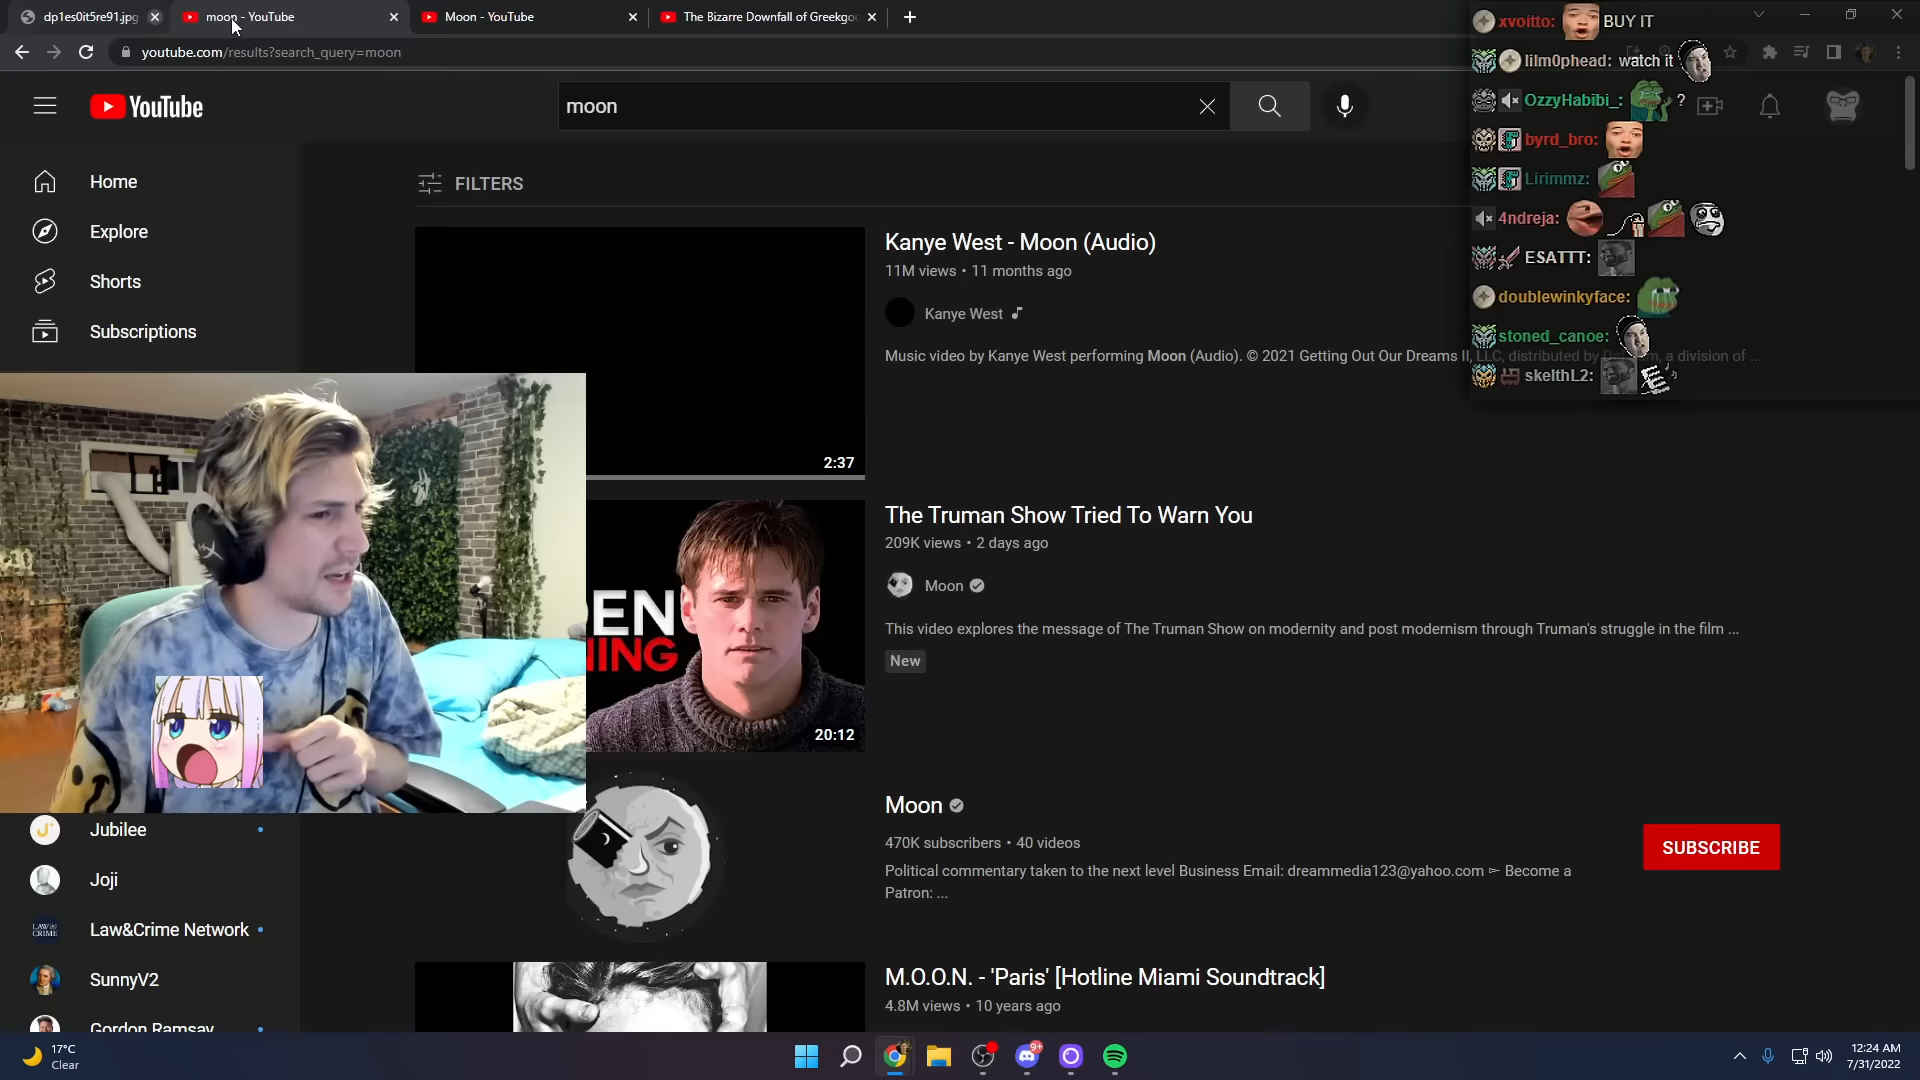 dp1es0it5re91.jpg
moon - YouTube
Moon - YouTube
The Bizarre Downfall of Greekgo
youtube.com/results?search_query=moon
YouTube
moon
FILTERS
Home
Explore
Shorts
Subscriptions
Kanye West - Moon (Audio)
11M views • 11 months ago
Kanye West
Music video by Kanye West performing Moon (Audio). © 2021 Getting Out Our Dreams II, LLC, distributed by Def Jam, a division of ...
2:37
xvoitto: BUY IT
lilm0phead: watch it
OzzyHabibi_: ?
byrd_bro:
Lirimmz:
4ndreja:
ESATTT:
doublewinkyface:
stoned_canoe:
skelthL2:
The Truman Show Tried To Warn You
209K views • 2 days ago
Moon
This video explores the message of The Truman Show on modernity and post modernism through Truman's struggle in the film ...
New
EN
ING
20:12
Moon
470K subscribers • 40 videos
Political commentary taken to the next level Business Email: dreammedia123@yahoo.com ► Become a
Patron: ...
SUBSCRIBE
Jubilee
Joji
LAW&
CRIME
Law&Crime Network
SunnyV2
Gordon Ramsay
M.O.O.N. - 'Paris' [Hotline Miami Soundtrack]
4.8M views • 10 years ago
17°C
Clear
9+
12:24 AM
7/31/2022